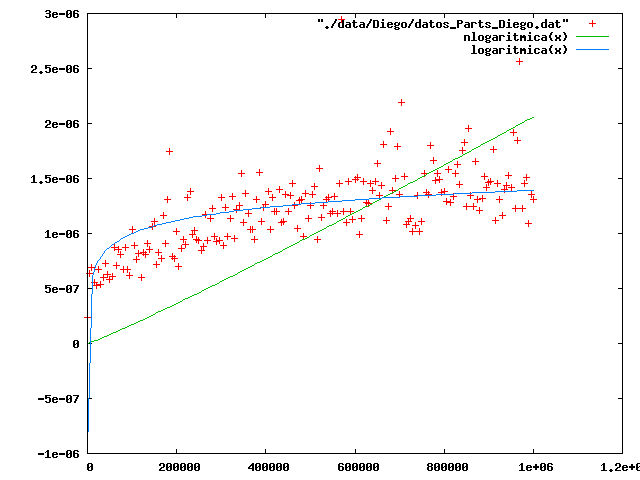 3e-06
"./data/Diego/datos_Parts_Diego.dat"
nlogaritmica(x)
logaritmica(x)
2.5e-06
2e-06
1.5e-06
1e-06
5e-07
0
-5e-07
-1e-06
0 200000 400000 600000 800000 1e+06 1.2e+06